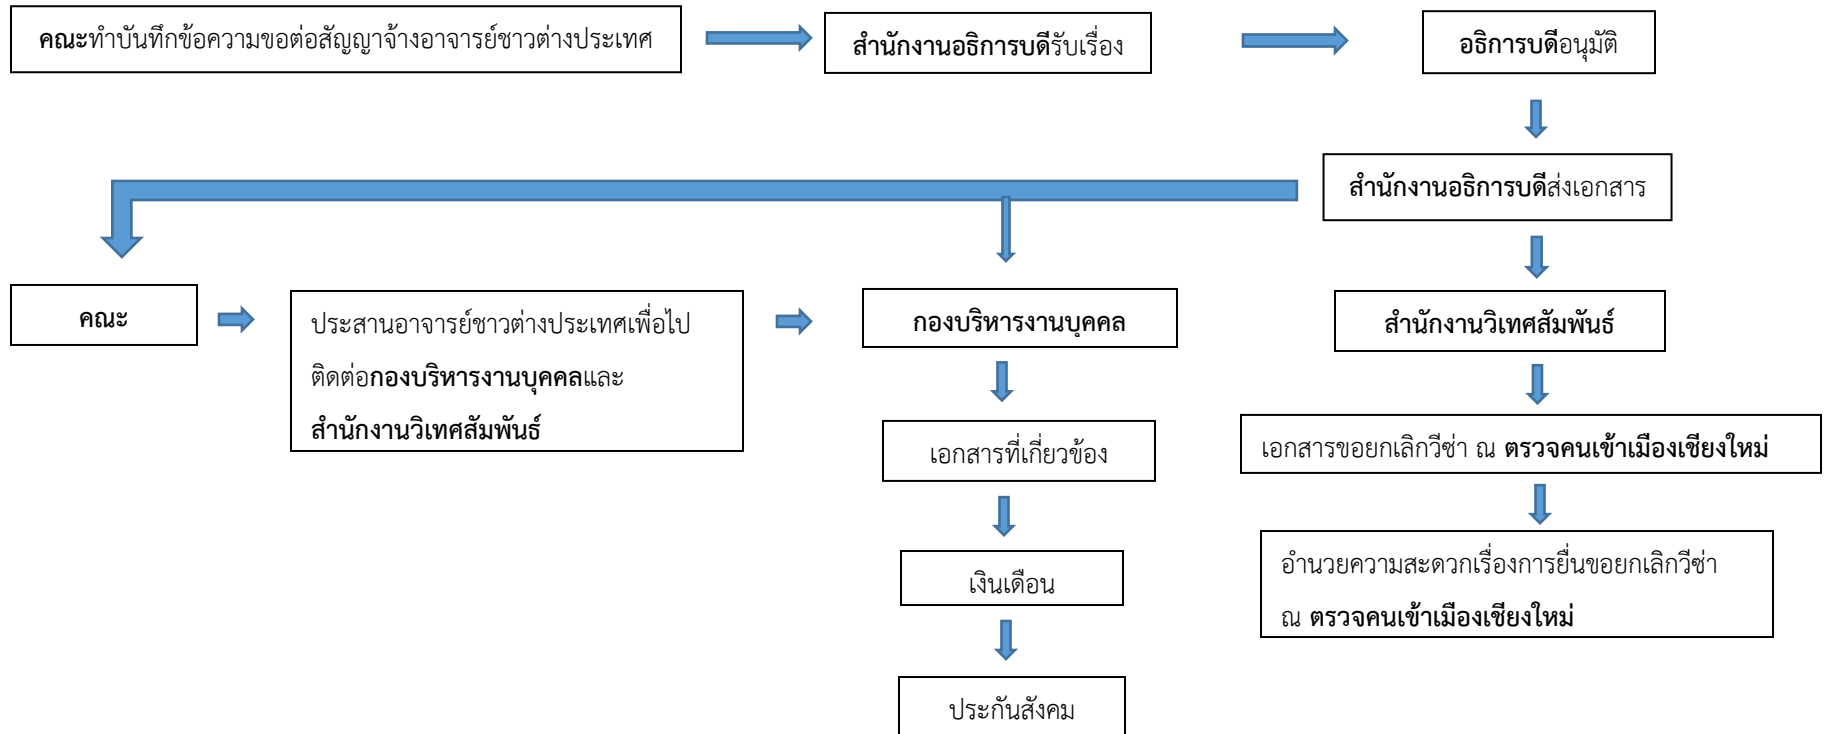 คณะทำบันทึกข้อความขอต่อสัญญาจ้างอาจารย์ชาวต่างประเทศ
สำนักงานอธิการบดีรับเรื่อง
อธิการบดีอนุมัติ
สำนักงานอธิการบดีส่งเอกสาร
คณะ
ประสานอาจารย์ชาวต่างประเทศเพื่อไป
ติดต่อกองบริหารงานบุคคลและ
สำนักงานวิเทศสัมพันธ์
กองบริหารงานบุคคล
เอกสารที่เกี่ยวข้อง
เงินเดือน
ประกันสังคม
สำนักงานวิเทศสัมพันธ์
เอกสารขอยกเลิกวีซ่า ณ ตรวจคนเข้าเมืองเชียงใหม่
อำนวยความสะดวกเรื่องการยื่นขอยกเลิกวีซ่า
ณ ตรวจคนเข้าเมืองเชียงใหม่